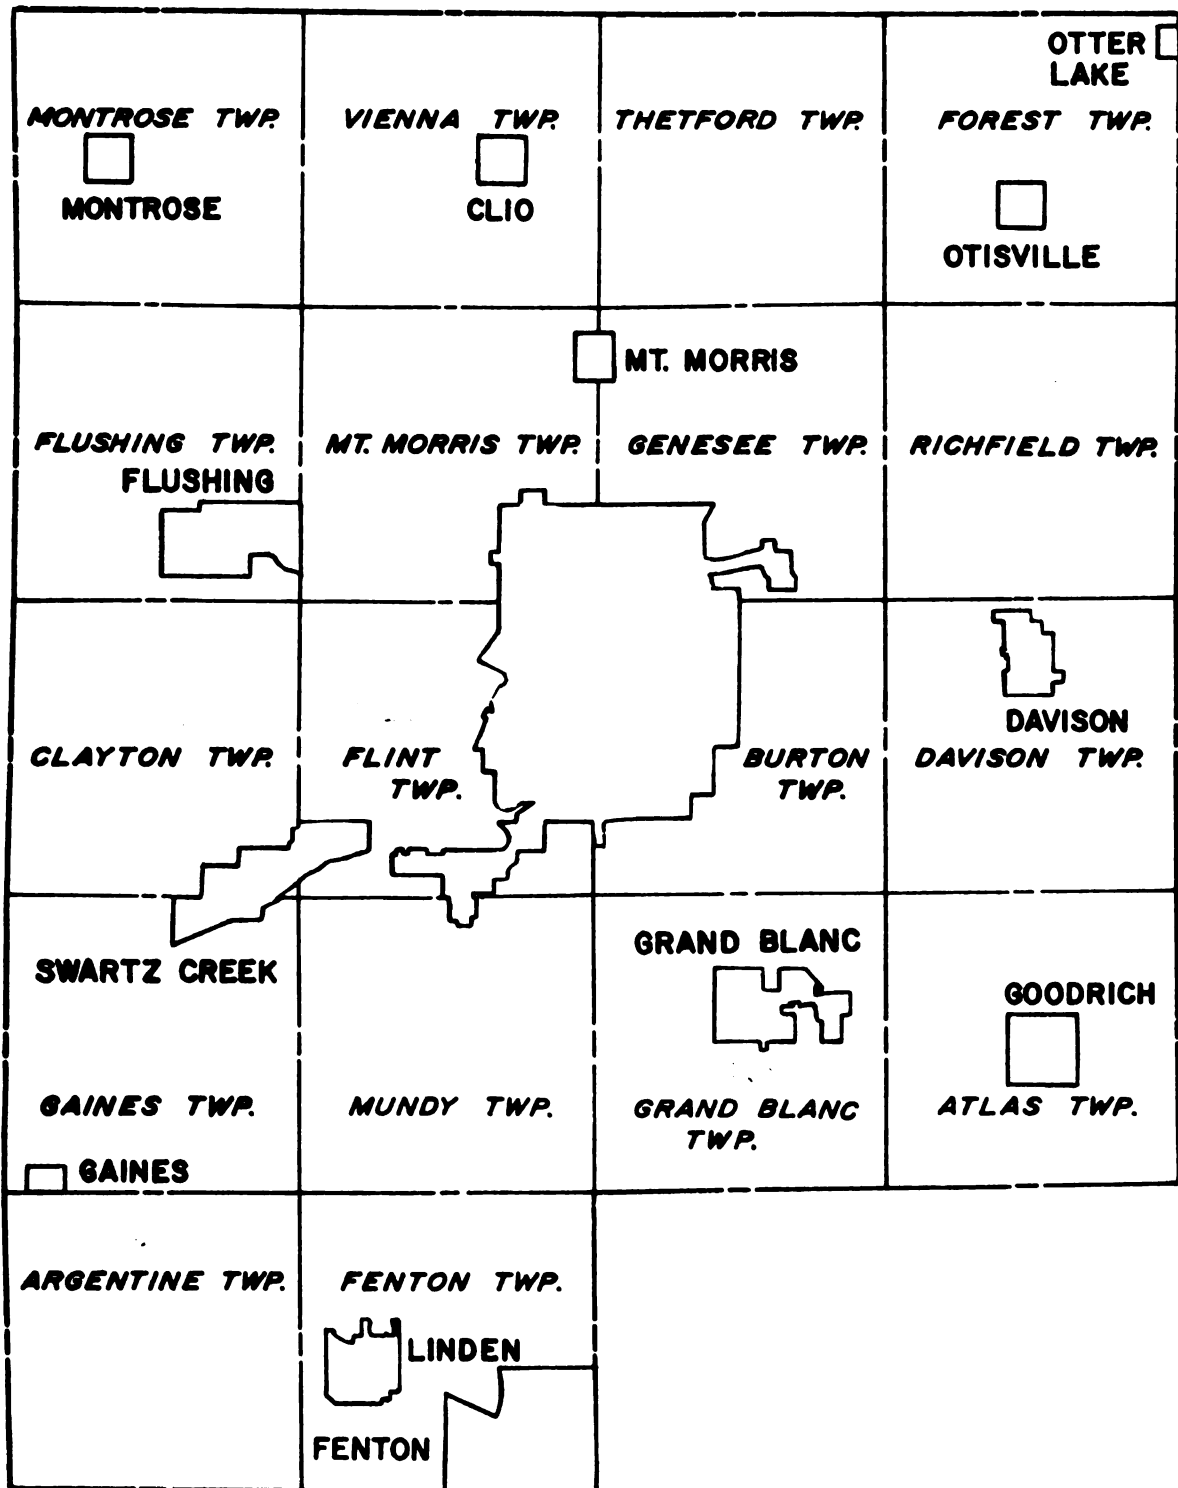 OTTER
LAKE
MONTROSE TWP.
VIENNA TWP.
THETFORD TWP.
FOREST TWP.
MONTROSE
CLIO
OTISVILLE
MT. MORRIS
FLUSHING TWP.
MT. MORRIS TWP.
GENESEE TWP.
RICHFIELD TWP.
FLUSHING
DAVISON
CLAYTON TWP.
FLINT
TWP.
BURTON
TWP.
DAVISON TWP.
GRAND BLANC
SWARTZ CREEK
GOODRICH
GAINES TWP.
MUNDY TWP.
GRAND BLANC
TWP.
ATLAS TWP.
GAINES
ARGENTINE TWP.
FENTON TWP.
LINDEN
FENTON